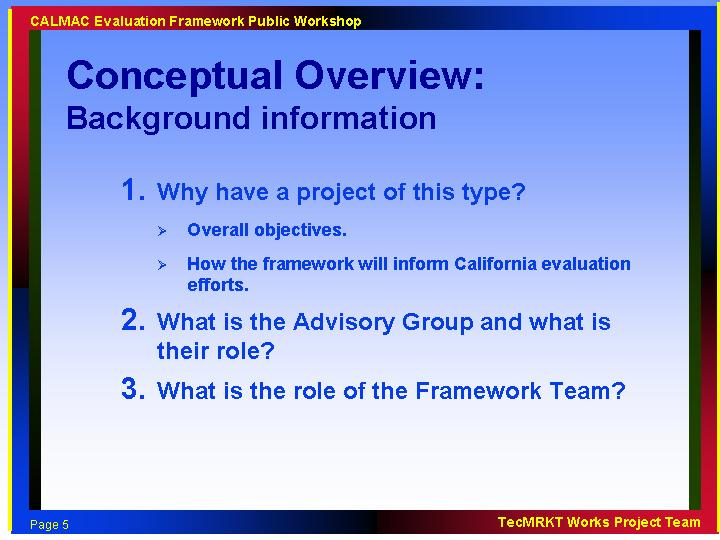 CALMAC Evaluation Framework Public Workshop
Conceptual Overview:
Background information
1. Why have a project of this type?
Ø Overall objectives.
Ø How the framework will inform California evaluation
efforts.
2. What is the Advisory Group and what is
their role?
3. What is the role of the Framework Team?
Page 5
TecMRKT Works Project Team